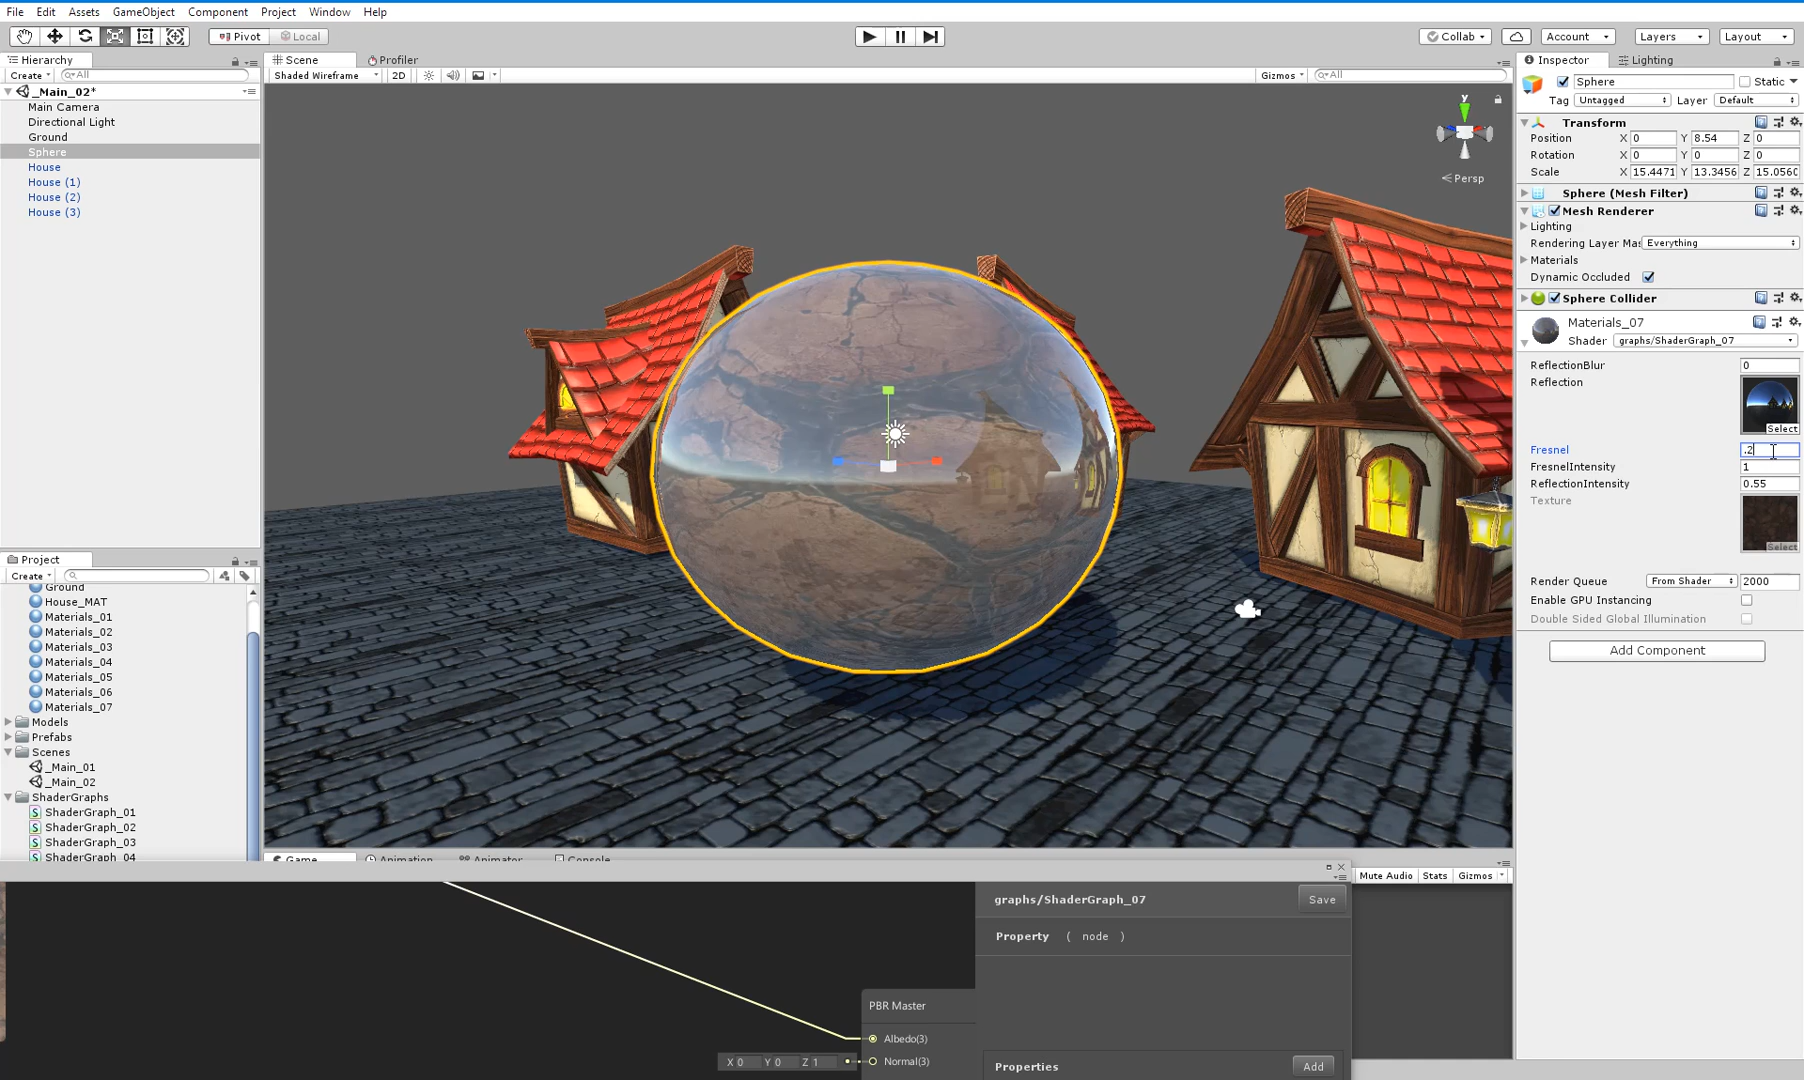 File Edit Assets GameObject Component Project Window Help
Pivot Local Collab Account Layers Layout
Hierarchy
Create All
_Main_02*
Main Camera
Directional Light
Ground
Sphere
House
House (1)
House (2)
House (3)
Project
Create
Ground
House_MAT
Materials_01
Materials_02
Materials_03
Materials_04
Materials_05
Materials_06
Materials_07
Models
Prefabs
Scenes
_Main_01
_Main_02
ShaderGraphs
ShaderGraph_01
ShaderGraph_02
ShaderGraph_03
ShaderGraph_04
Scene Profiler
Shaded Wireframe 2D Gizmos All
y
Persp
Game Animation Animator Console
Mute Audio Stats Gizmos
graphs/ShaderGraph_07 Save
Property ( node )
PBR Master
Albedo(3)
X 0 Y 0 Z 1 Normal(3)
Properties Add
Inspector Lighting
Sphere Static
Tag Untagged Layer Default
Transform
Position X 0 Y 8.54 Z 0
Rotation X 0 Y 0 Z 0
Scale X 15.4471 Y 13.3456 Z 15.056
Sphere (Mesh Filter)
Mesh Renderer
Lighting
Rendering Layer Mas Everything
Materials
Dynamic Occluded
Sphere Collider
Materials_07
Shader graphs/ShaderGraph_07
ReflectionBlur 0
Reflection
Select
Fresnel .2
FresnelIntensity 1
ReflectionIntensity 0.55
Texture
Select
Render Queue From Shader 2000
Enable GPU Instancing
Double Sided Global Illumination
Add Component